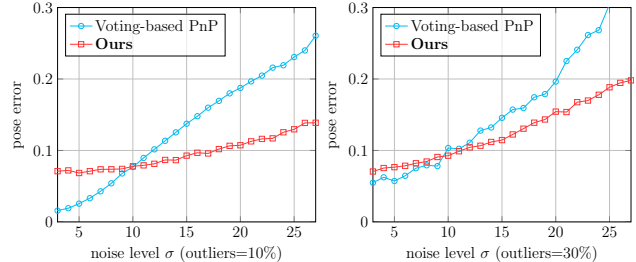 0.3
0.2
0.1
0
pose error
Voting-based PnP
Ours
5 10 15 20 25
noise level σ (outliers=10%)
0.3
0.2
0.1
0
pose error
Voting-based PnP
Ours
5 10 15 20 25
noise level σ (outliers=30%)